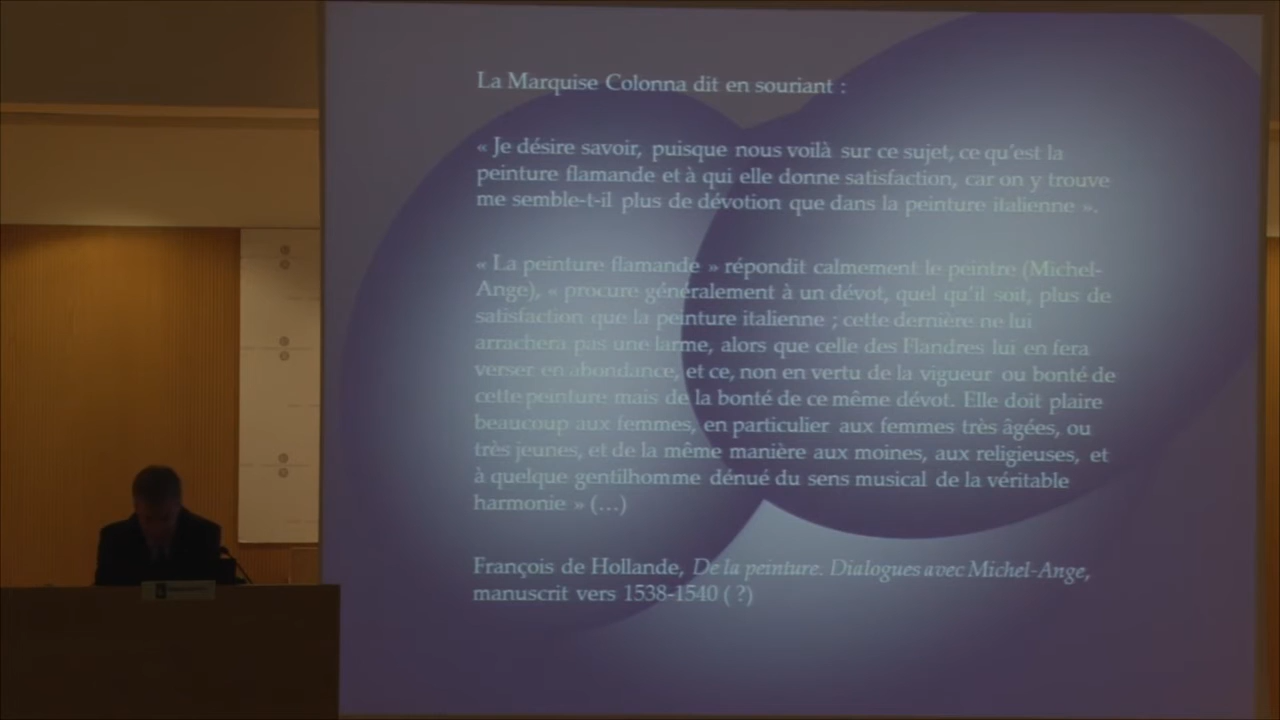 La Marquise Colonna dit en souriant :
« Je désire savoir, puisque nous voilà sur ce sujet, ce qu'est la
peinture flamande et à qui elle donne satisfaction, car on y trouve
me semble-t-il plus de dévotion que dans la peinture italienne ».
« La peinture flamande » répondit calmement le peintre (Michel-
Ange), « procure généralement à un dévot, quel qu'il soit, plus de
satisfaction que la peinture italienne ; cette dernière ne lui
arrachera pas une larme, alors que celle des Flandres lui en fera
verser en abondance, et ce, non en vertu de la vigueur ou bonté de
cette peinture mais de la bonté de ce même dévot. Elle doit plaire
beaucoup aux femmes, en particulier aux femmes très âgées, ou
très jeunes, et de la même manière aux moines, aux religieuses, et
à quelque gentilhomme dénué du sens musical de la véritable
harmonie » (…)
François de Hollande, De la peinture. Dialogues avec Michel-Ange,
manuscrit vers 1538-1540 ( ?)